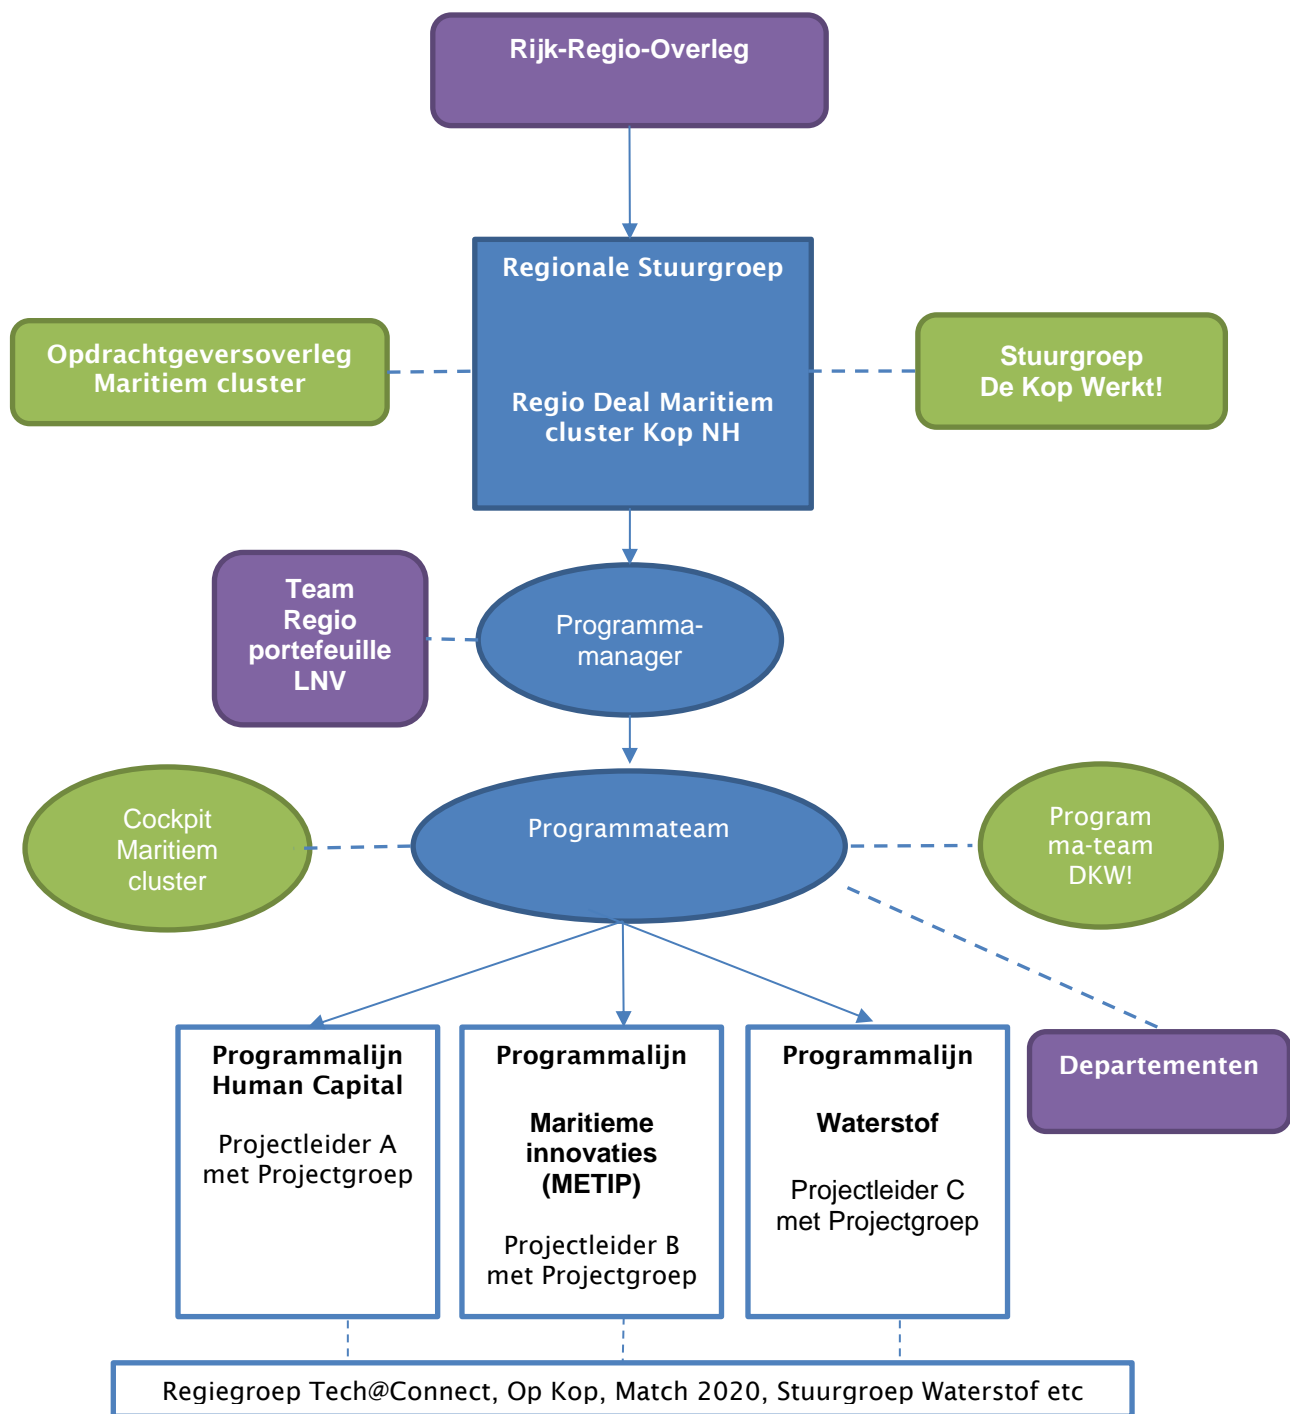 Rijk-Regio-Overleg
Regionale Stuurgroep
Regio Deal Maritiem
cluster Kop NH
Opdrachtgeversoverleg
Maritiem cluster
Stuurgroep
De Kop Werkt!
Team
Regio
portefeuille
LNV
Programma-
manager
Cockpit
Maritiem
cluster
Programmateam
Program
ma-team
DKW!
Programmalijn
Human Capital
Projectleider A
met Projectgroep
Programmalijn
Maritieme
innovaties
(METIP)
Projectleider B
met Projectgroep
Programmalijn
Waterstof
Projectleider C
met Projectgroep
Departementen
Regiegroep Tech@Connect, Op Kop, Match 2020, Stuurgroep Waterstof etc